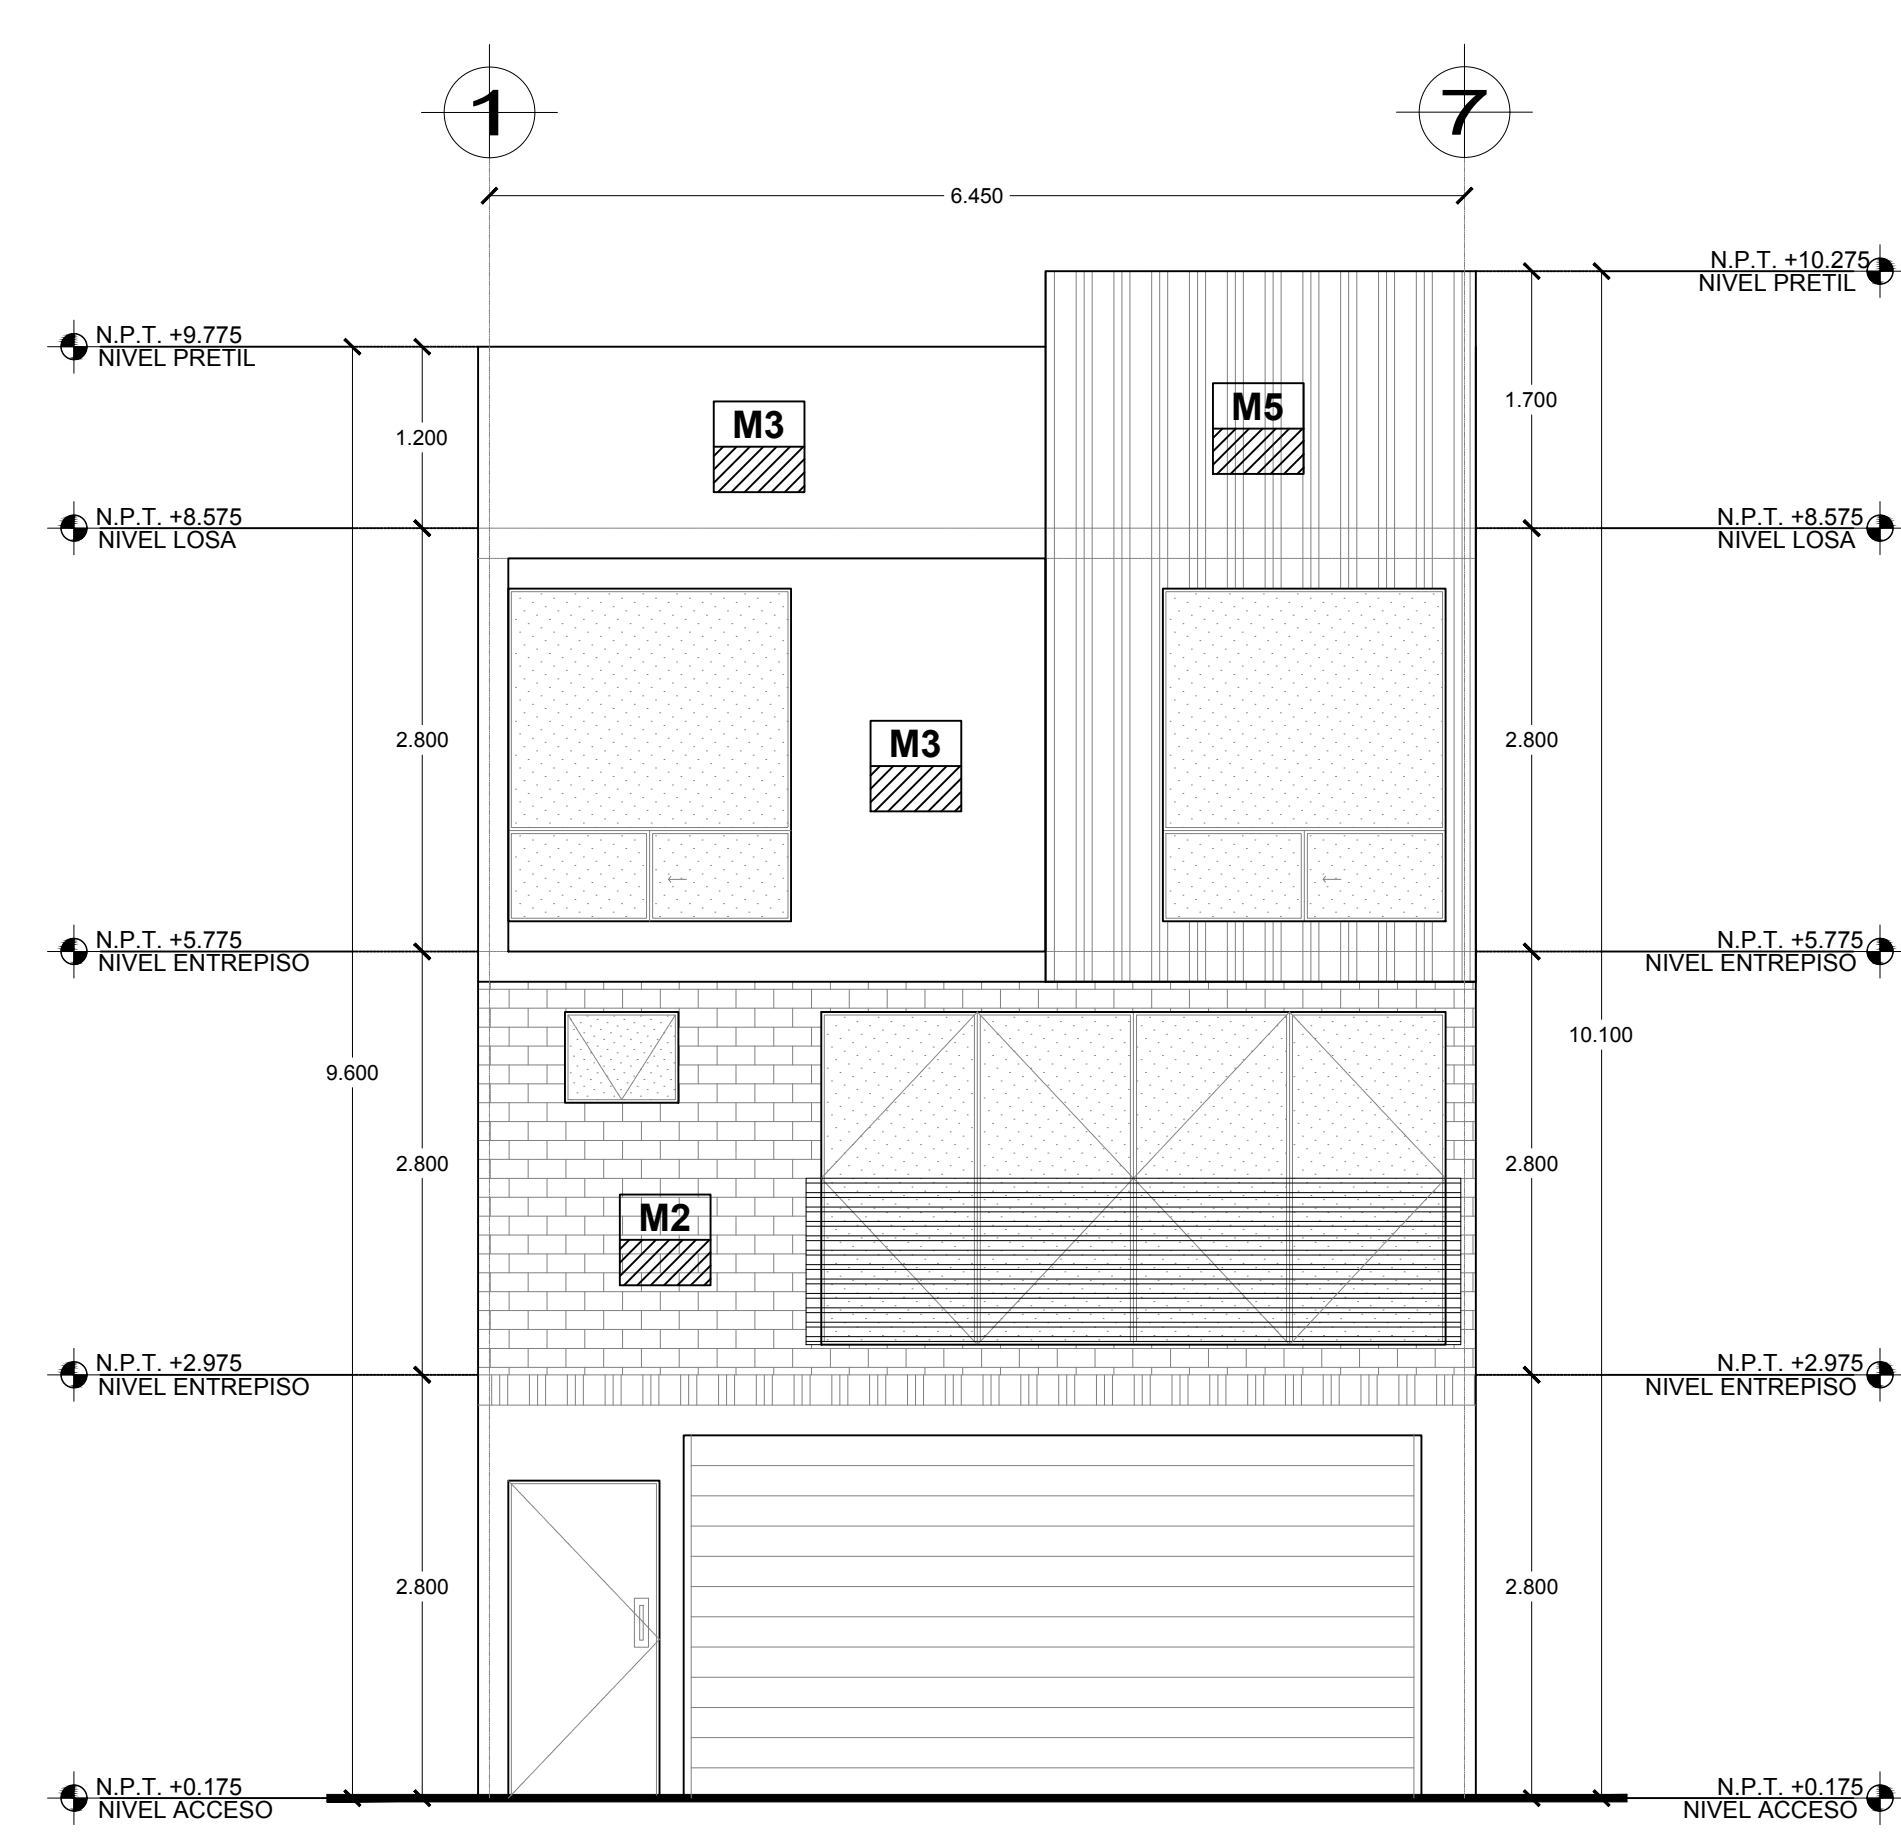 1
7
6.450
N.P.T. +10.275
NIVEL PRETIL
N.P.T. +9.775
NIVEL PRETIL
M3
M5
1.700
1.200
N.P.T. +8.575
NIVEL LOSA
N.P.T. +8.575
NIVEL LOSA
2.800
M3
2.800
N.P.T. +5.775
NIVEL ENTREPISO
N.P.T. +5.775
NIVEL ENTREPISO
10.100
9.600
2.800
2.800
M2
N.P.T. +2.975
NIVEL ENTREPISO
N.P.T. +2.975
NIVEL ENTREPISO
2.800
2.800
N.P.T. +0.175
NIVEL ACCESO
N.P.T. +0.175
NIVEL ACCESO